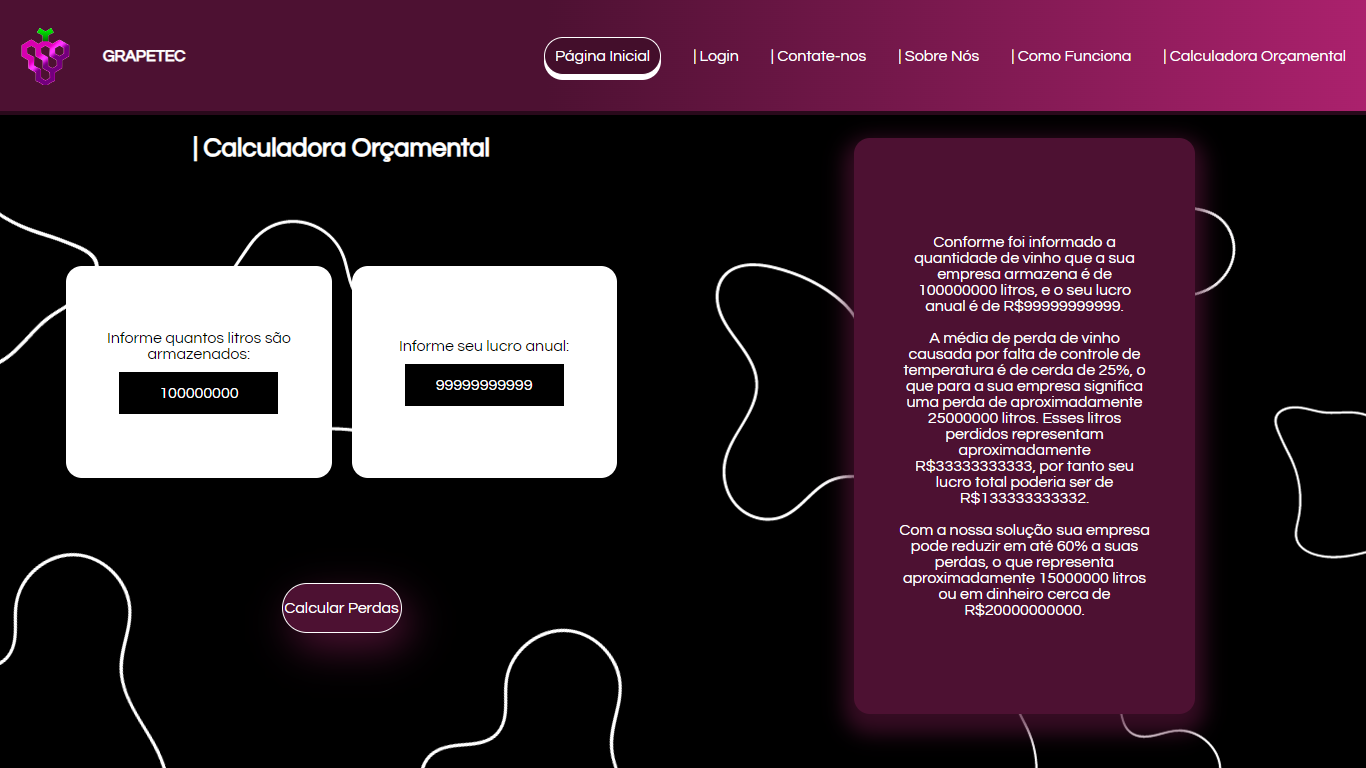 GRAPETEC
Página Inicial
| Login
| Contate-nos
| Sobre Nós
| Como Funciona
| Calculadora Orçamental
| Calculadora Orçamental
Informe quantos litros são
armazenados:
100000000
Informe seu lucro anual:
99999999999
Calcular Perdas
Conforme foi informado a
quantidade de vinho que a sua
empresa armazena é de
100000000 litros, e o seu lucro
anual é de R$99999999999.
A média de perda de vinho
causada por falta de controle de
temperatura é de cerda de 25%, o
que para a sua empresa significa
uma perda de aproximadamente
25000000 litros. Esses litros
perdidos representam
aproximadamente
R$33333333333, por tanto seu
lucro total poderia ser de
R$133333333332.
Com a nossa solução sua empresa
pode reduzir em até 60% a suas
perdas, o que representa
aproximadamente 15000000 litros
ou em dinheiro cerca de
R$20000000000.